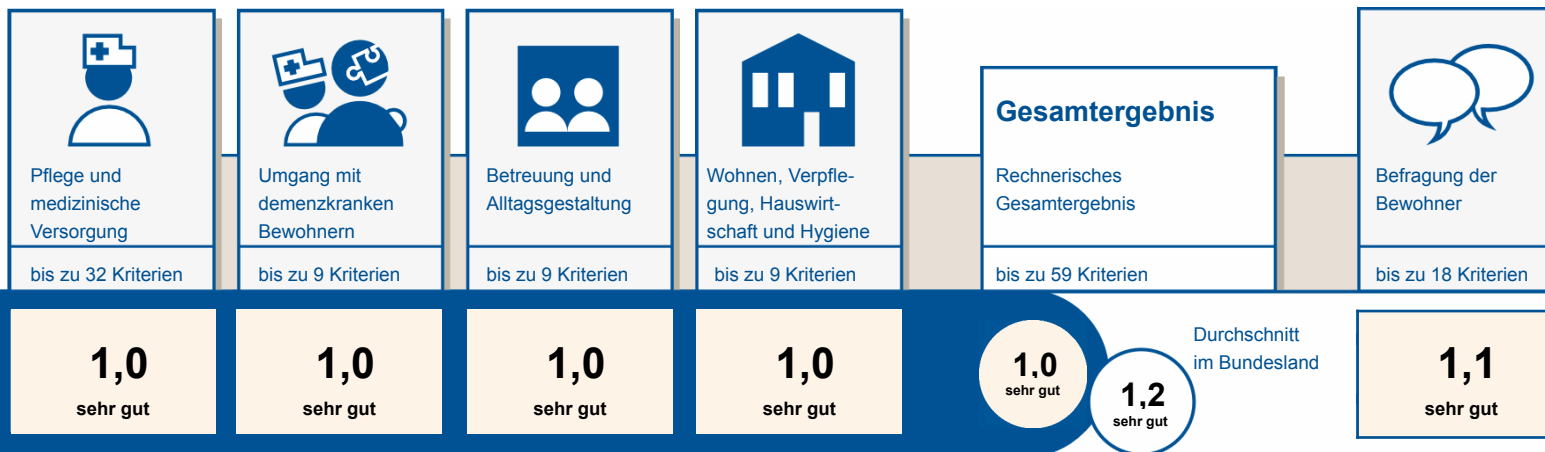 Pflege und
medizinische
Versorgung
bis zu 32 Kriterien
1,0
sehr gut
Umgang mit
demenzkranken
Bewohnern
bis zu 9 Kriterien
1,0
sehr gut
Betreuung und
Alltagsgestaltung
bis zu 9 Kriterien
1,0
sehr gut
Wohnen, Verpfle-
gung, Hauswirt-
schaft und Hygiene
bis zu 9 Kriterien
1,0
sehr gut
Gesamtergebnis
Rechnerisches
Gesamtergebnis
bis zu 59 Kriterien
1,0
sehr gut
1,2
sehr gut
Durchschnitt
im Bundesland
Befragung der
Bewohner
bis zu 18 Kriterien
1,1
sehr gut